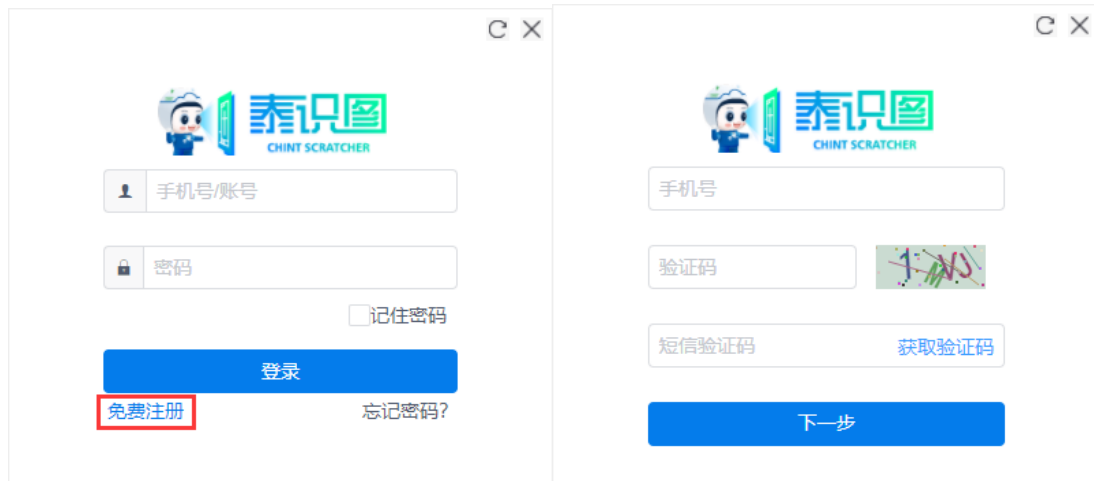 泰识图
CHINT SCRATCHER
手机号/账号
密码
记住密码
登录
免费注册
忘记密码?
泰识图
CHINT SCRATCHER
手机号
验证码
短信验证码
获取验证码
下一步